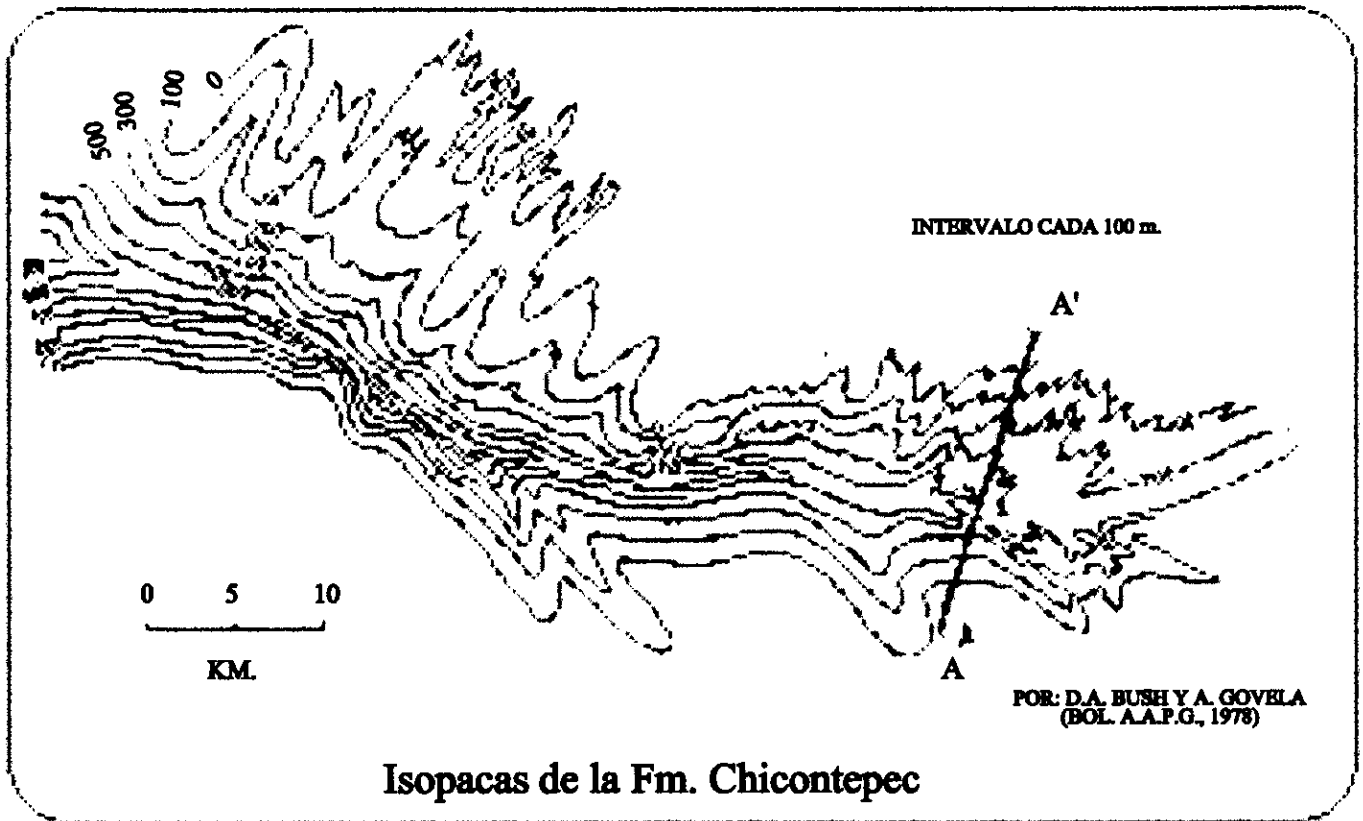 0
100
300
500
INTERVALO CADA 100 m.
A'
0 5 10
KM.
A
POR: D.A. BUSH Y A. GOVELA
(BOL. A.A.P.G., 1978)
Isopacas de la Fm. Chicontepec